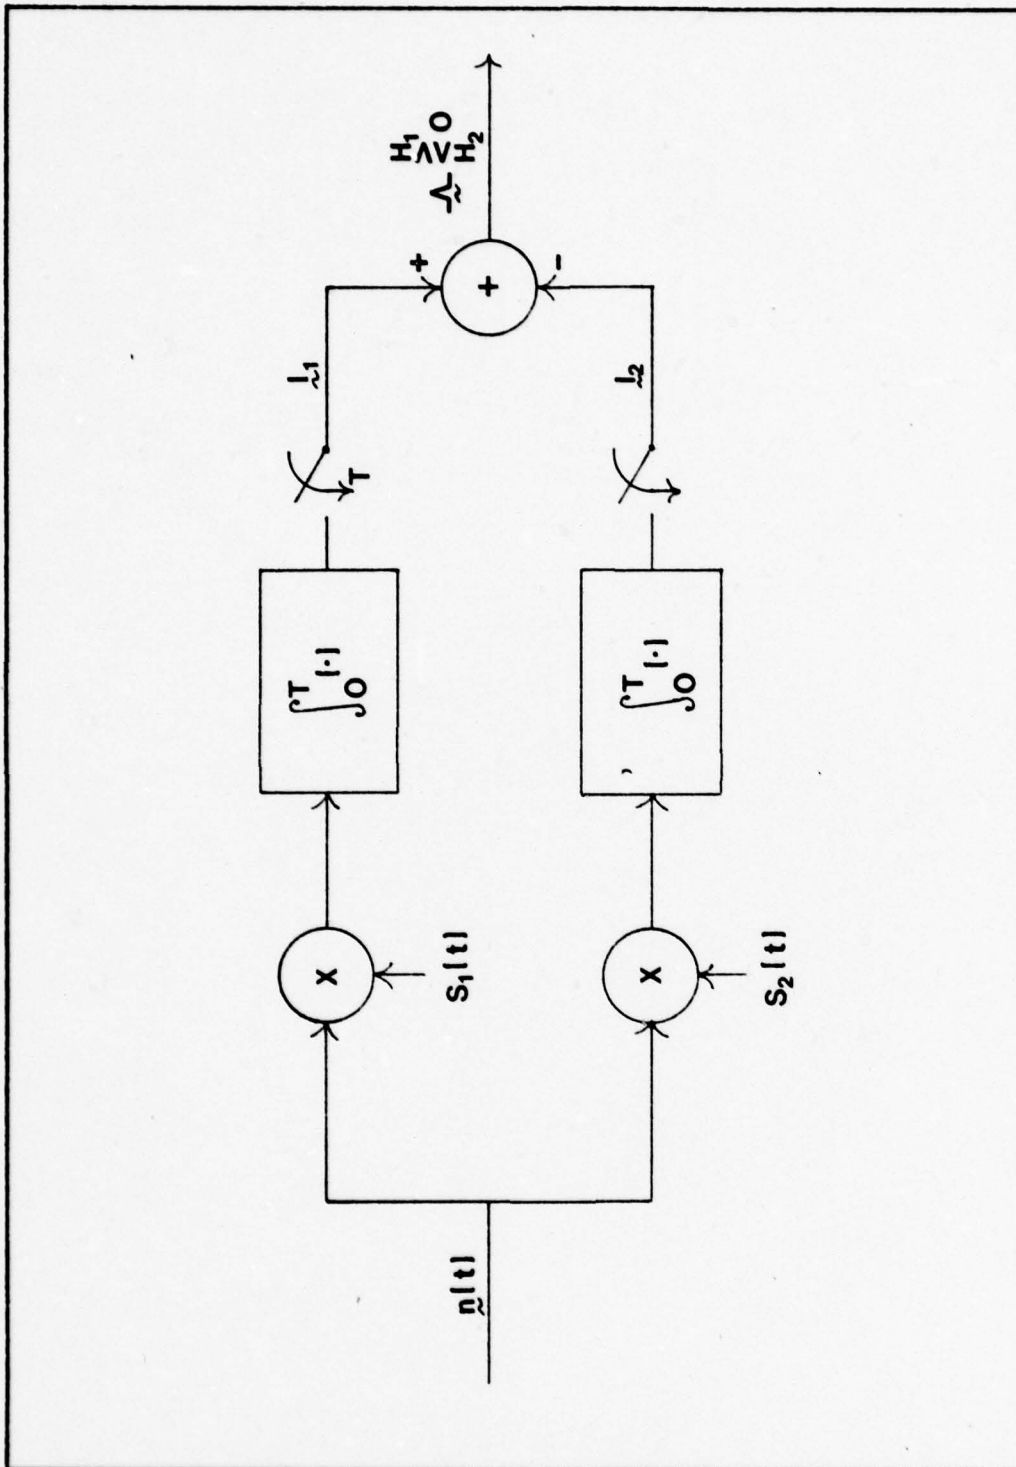 n(t)
X
S₁(t)
∫₀ᵀ(·)
T
l₁
+
+
Λ H₁ ≷ H₂ 0
-
X
S₂(t)
∫₀ᵀ(·)
l₂